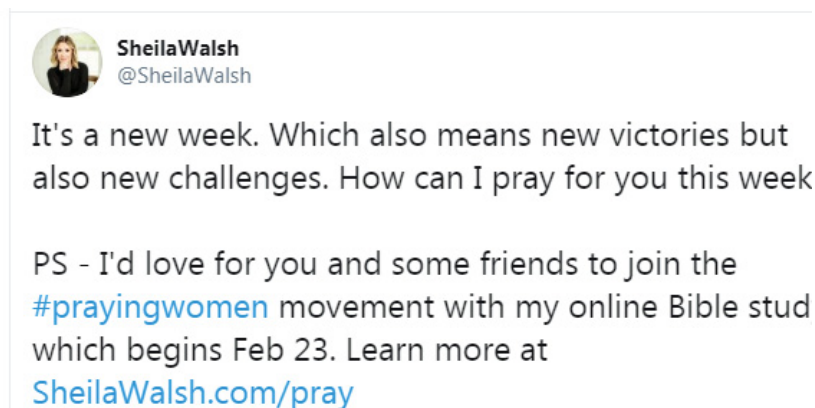 SheilaWalsh
@SheilaWalsh
It's a new week. Which also means new victories but
also new challenges. How can I pray for you this week
PS - I'd love for you and some friends to join the
#prayingwomen movement with my online Bible stud
which begins Feb 23. Learn more at
SheilaWalsh.com/pray